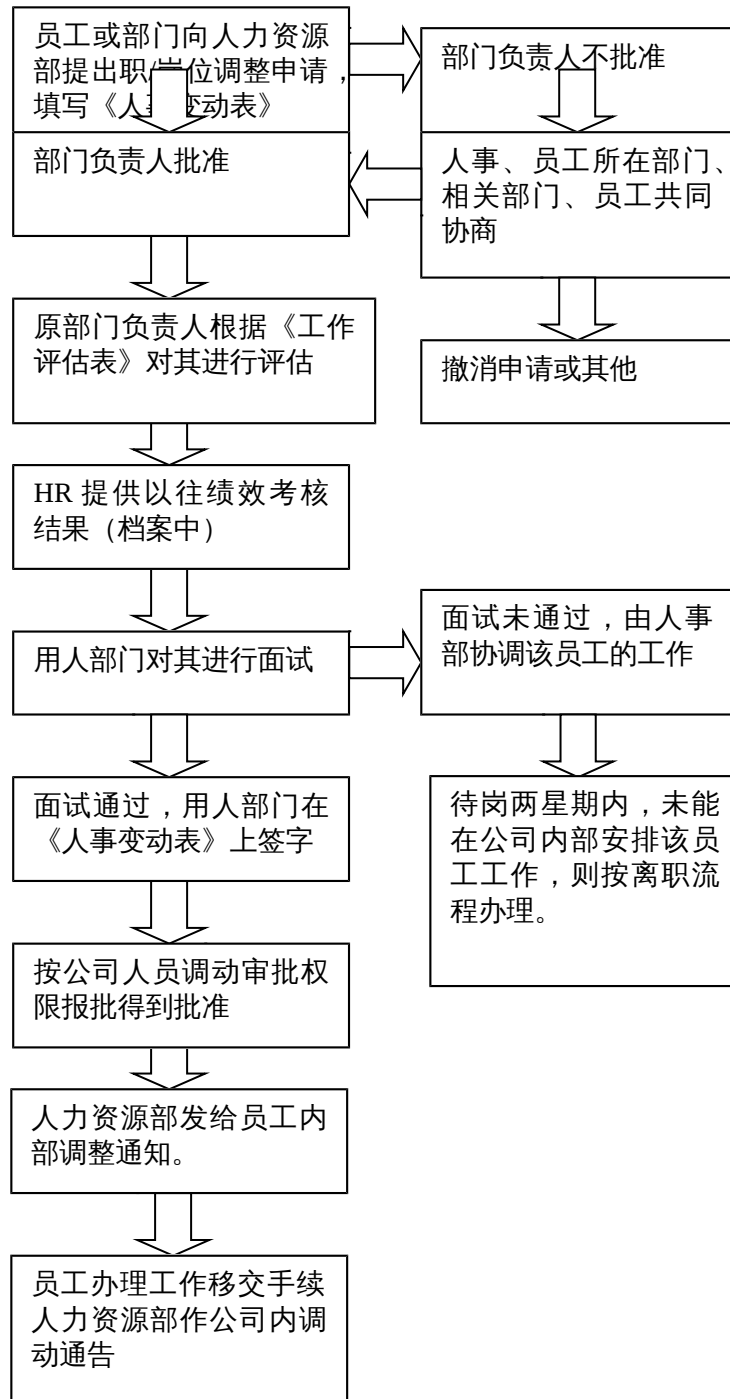 员工或部门向人力资源
部提出职/岗位调整申请，
填写《人事变动表》
部门负责人不批准
部门负责人批准
人事、员工所在部门、
相关部门、员工共同
协商
原部门负责人根据《工作
评估表》对其进行评估
撤消申请或其他
HR 提供以往绩效考核
结果（档案中）
用人部门对其进行面试
面试未通过，由人事
部协调该员工的工作
面试通过，用人部门在
《人事变动表》上签字
待岗两星期内，未能
在公司内部安排该员
工工作，则按离职流
程办理。
按公司人员调动审批权
限报批得到批准
人力资源部发给员工内
部调整通知。
员工办理工作移交手续
人力资源部作公司内调
动通告